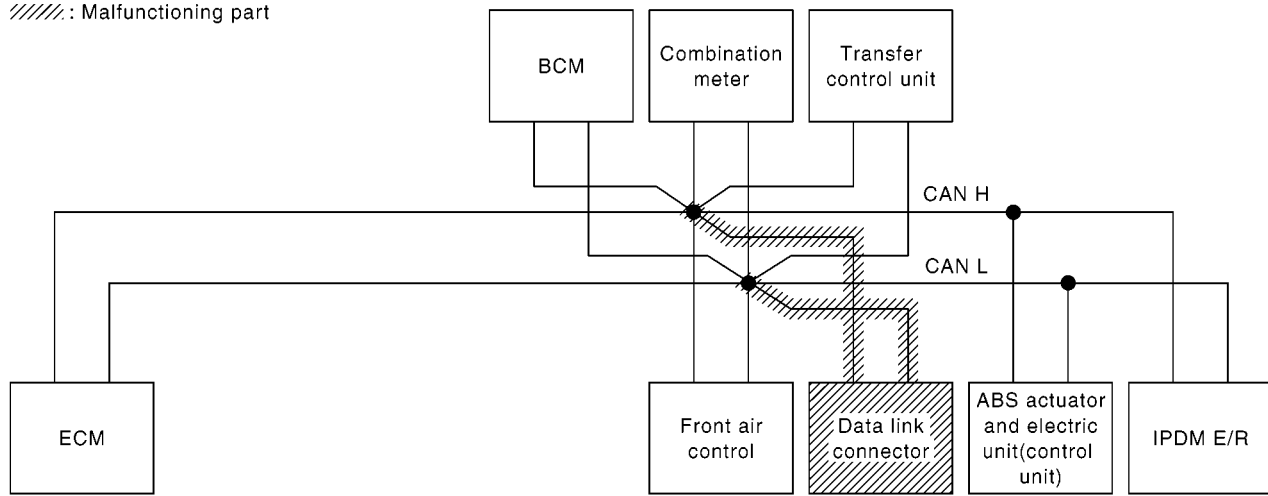 : Malfunctioning part
BCM
Combination
meter
Transfer
control unit
CAN H
CAN L
ECM
Front air
control
Data link
connector
ABS actuator
and electric
unit(control
unit)
IPDM E/R